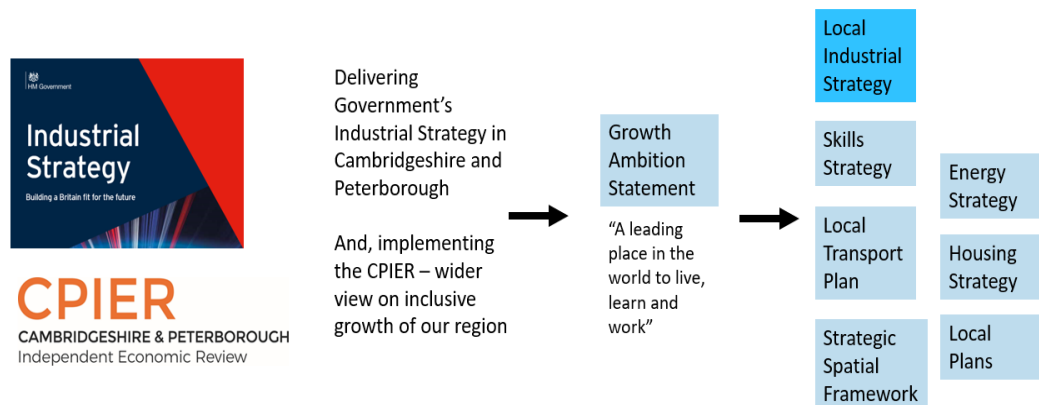 HM Government
Industrial
Strategy
Building a Britain fit for the future
CPIER
CAMBRIDGESHIRE & PETERBOROUGH
Independent Economic Review
Delivering
Government’s
Industrial Strategy in
Cambridgeshire and
Peterborough
And, implementing
the CPIER – wider
view on inclusive
growth of our region
Growth
Ambition
Statement
“A leading
place in the
world to live,
learn and
work”
Local
Industrial
Strategy
Skills
Strategy
Local
Transport
Plan
Strategic
Spatial
Framework
Energy
Strategy
Housing
Strategy
Local
Plans